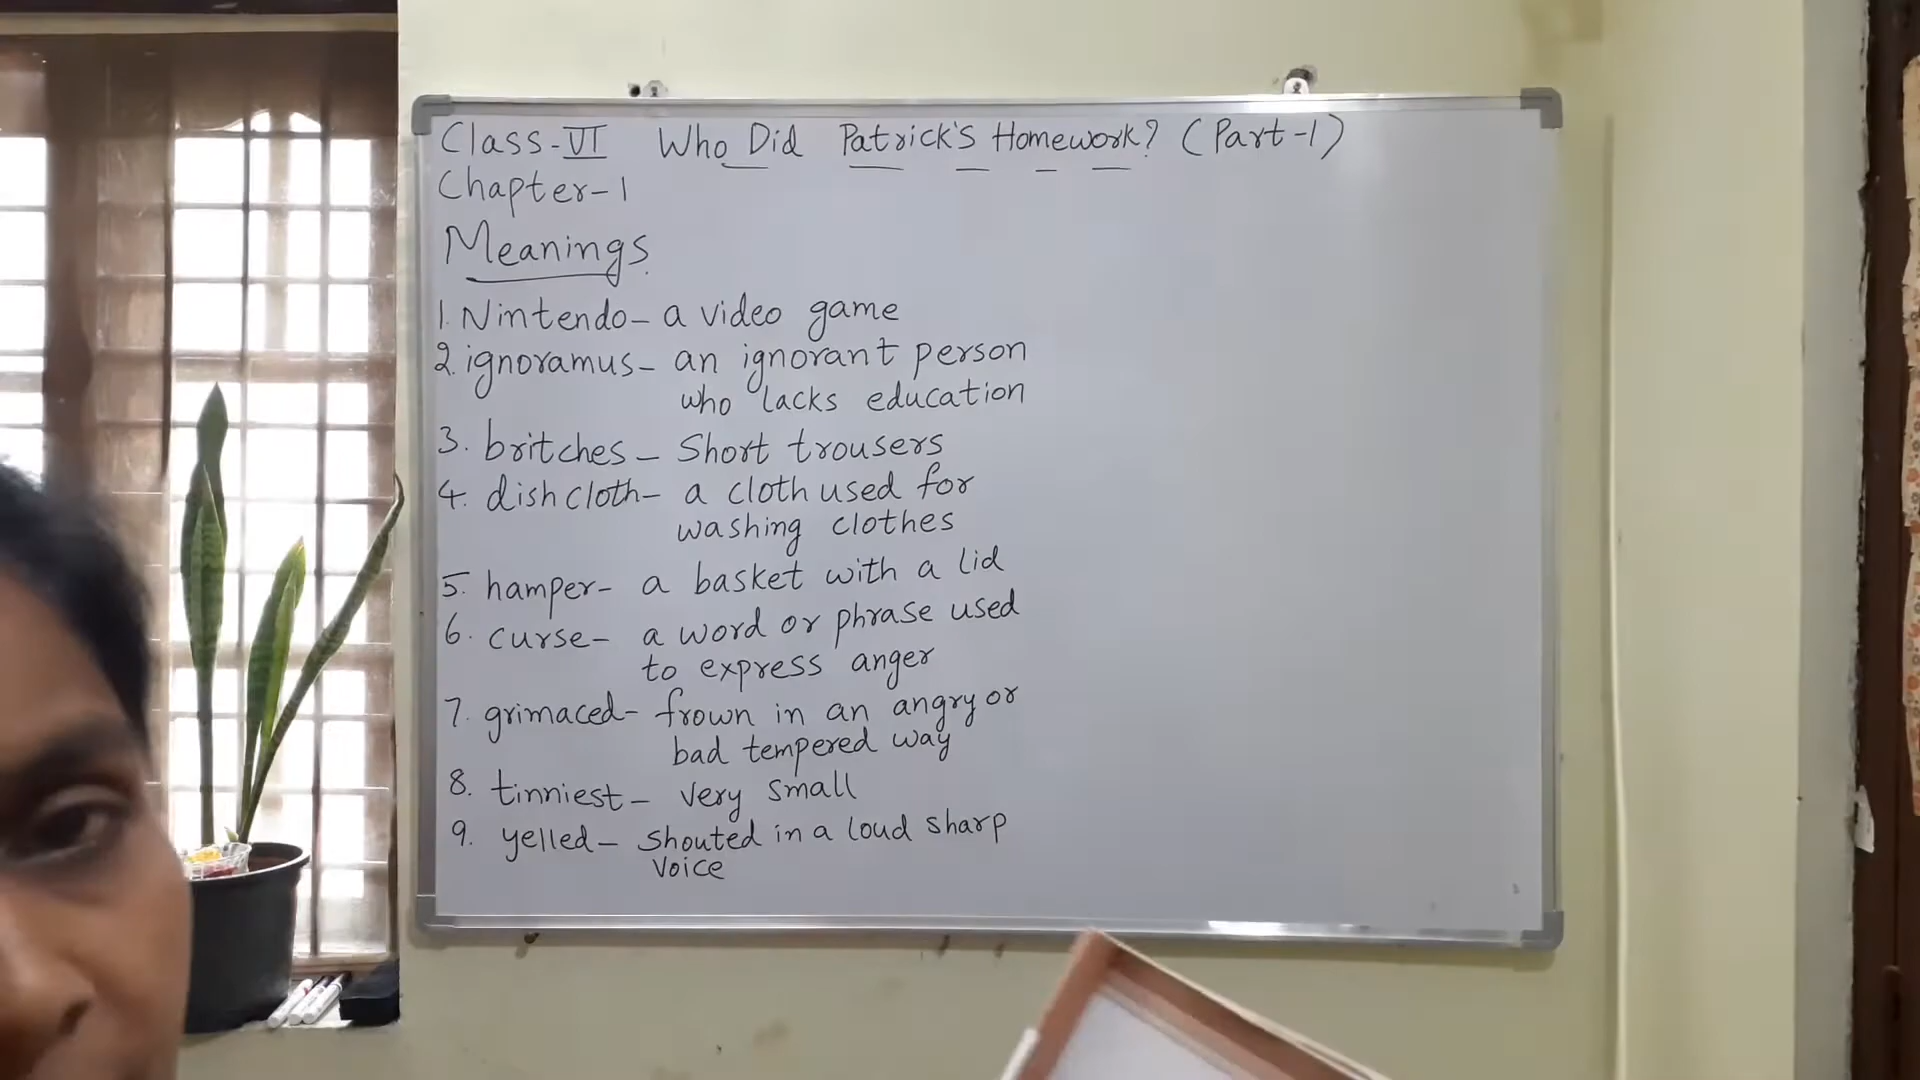 Class-VI Who Did Patrick's Homework? (Part-1)
Chapter-1
Meanings
1. Nintendo- a video game
2. ignoramus- an ignorant person
who lacks education
3. britches- Short trousers
4. dish cloth- a cloth used for
washing clothes
5. hamper- a basket with a lid
6. curse- a word or phrase used
to express anger
7. grimaced- frown in an angry or
bad tempered way
8. tinniest- very small
9. yelled- shouted in a loud sharp
voice